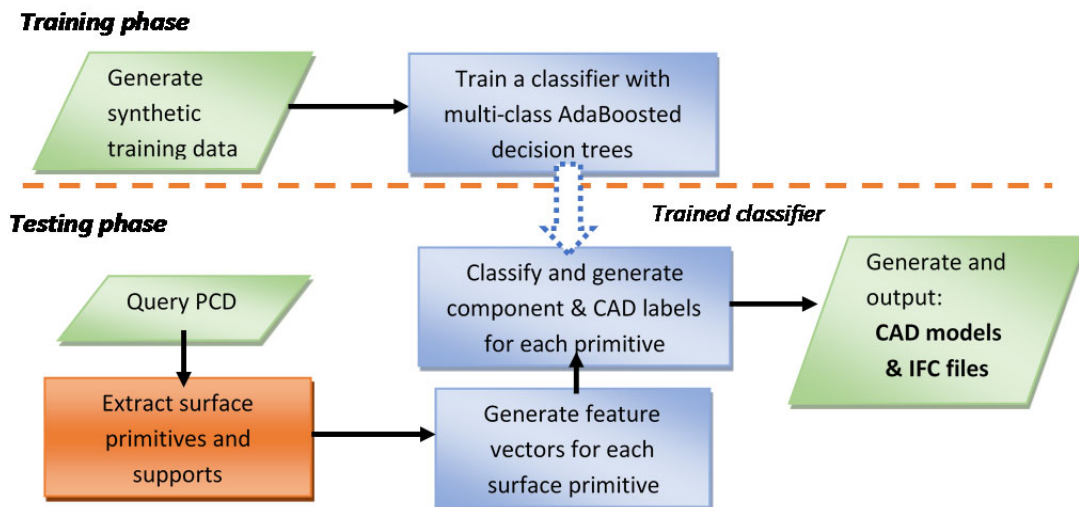 Training phase
Generate
synthetic
training data
Train a classifier with
multi-class AdaBoosted
decision trees
Testing phase
Trained classifier
Query PCD
Extract surface
primitives and
supports
Generate feature
vectors for each
surface primitive
Classify and generate
component & CAD labels
for each primitive
Generate and
output:
CAD models
& IFC files